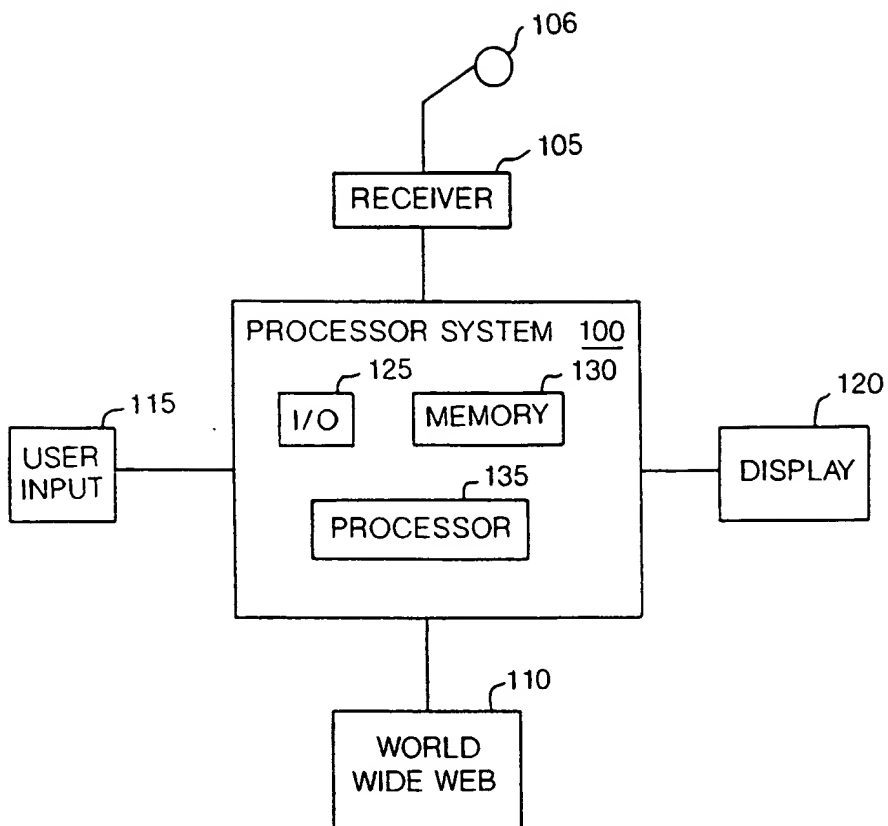 106
105
RECEIVER
PROCESSOR SYSTEM 100
125
130
I/O
MEMORY
115
USER
INPUT
120
DISPLAY
135
PROCESSOR
110
WORLD
WIDE WEB